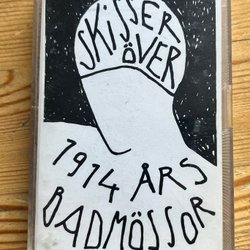 SKISSER
ÖVER
1914 ÅRS
BADMÖSSOR